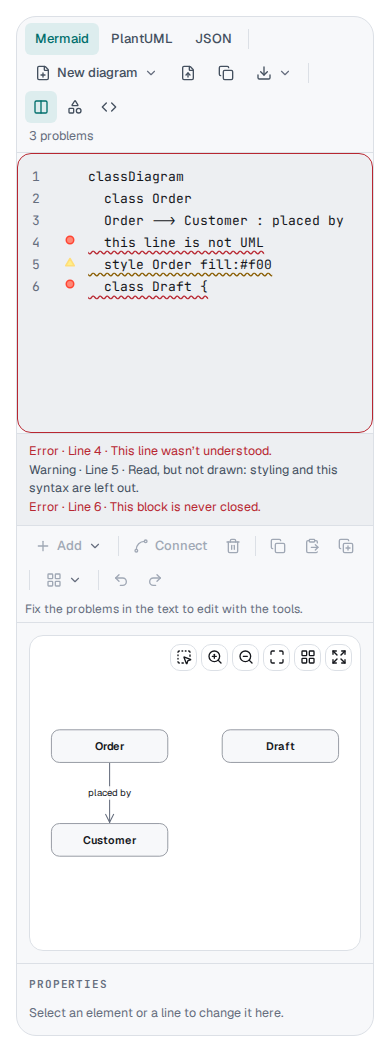 Mermaid PlantUML JSON
New diagram
3 problems
1 classDiagram
2 class Order
3 Order --> Customer : placed by
4 this line is not UML
5 style Order fill:#f00
6 class Draft {
Error · Line 4 · This line wasn't understood.
Warning · Line 5 · Read, but not drawn: styling and this
syntax are left out.
Error · Line 6 · This block is never closed.
Add Connect
Fix the problems in the text to edit with the tools.
Order Draft
placed by
Customer
PROPERTIES
Select an element or a line to change it here.